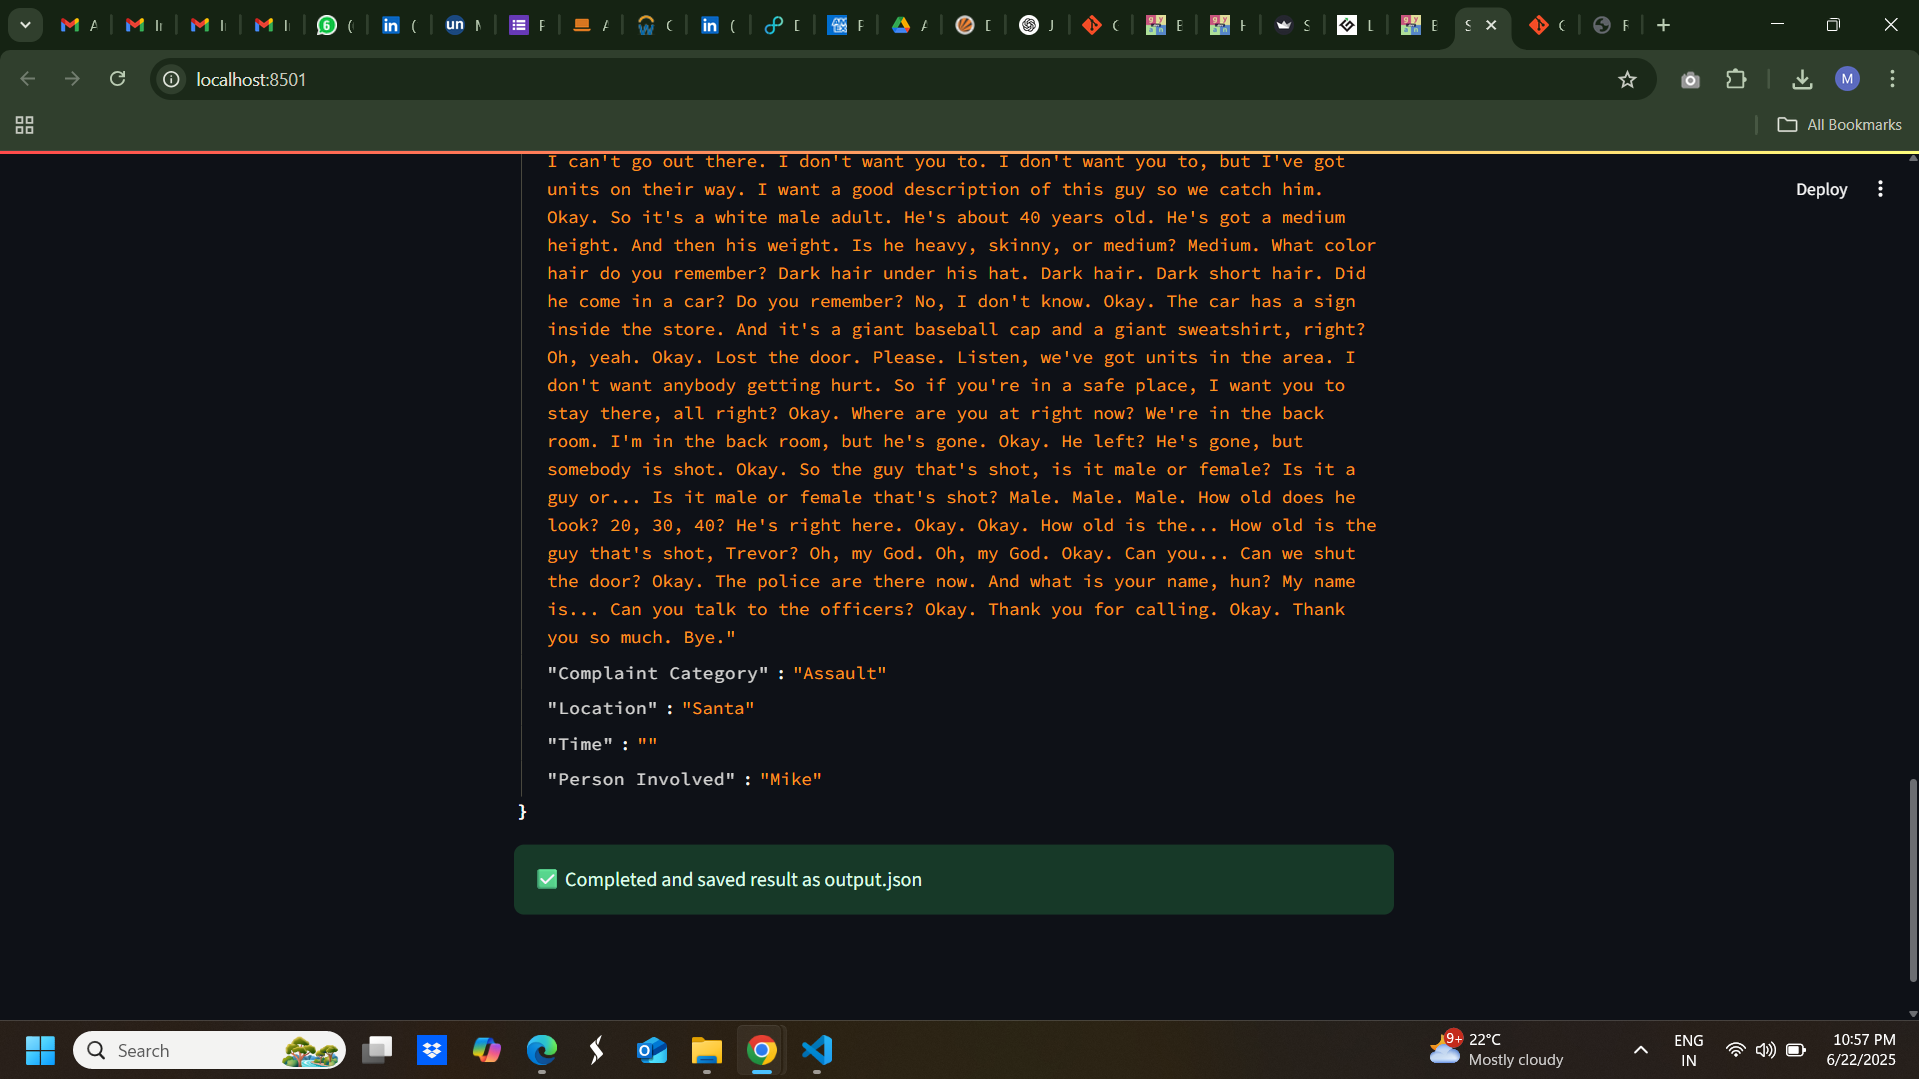 localhost:8501
M
All Bookmarks
Deploy
I can't go out there. I don't want you to. I don't want you to, but I've got
units on their way. I want a good description of this guy so we catch him.
Okay. So it's a white male adult. He's about 40 years old. He's got a medium
height. And then his weight. Is he heavy, skinny, or medium? Medium. What color
hair do you remember? Dark hair under his hat. Dark hair. Dark short hair. Did
he come in a car? Do you remember? No, I don't know. Okay. The car has a sign
inside the store. And it's a giant baseball cap and a giant sweatshirt, right?
Oh, yeah. Okay. Lost the door. Please. Listen, we've got units in the area. I
don't want anybody getting hurt. So if you're in a safe place, I want you to
stay there, all right? Okay. Where are you at right now? We're in the back
room. I'm in the back room, but he's gone. Okay. He left? He's gone, but
somebody is shot. Okay. So the guy that's shot, is it male or female? Is it a
guy or... Is it male or female that's shot? Male. Male. Male. How old does he
look? 20, 30, 40? He's right here. Okay. Okay. How old is the... How old is the
guy that's shot, Trevor? Oh, my God. Oh, my God. Okay. Can you... Can we shut
the door? Okay. The police are there now. And what is your name, hun? My name
is... Can you talk to the officers? Okay. Thank you for calling. Okay. Thank
you so much. Bye."
"Complaint Category" : "Assault"
"Location" : "Santa"
"Time" : ""
"Person Involved" : "Mike"
}
Completed and saved result as output.json
Search
9+
22°C
Mostly cloudy
ENG
IN
10:57 PM
6/22/2025